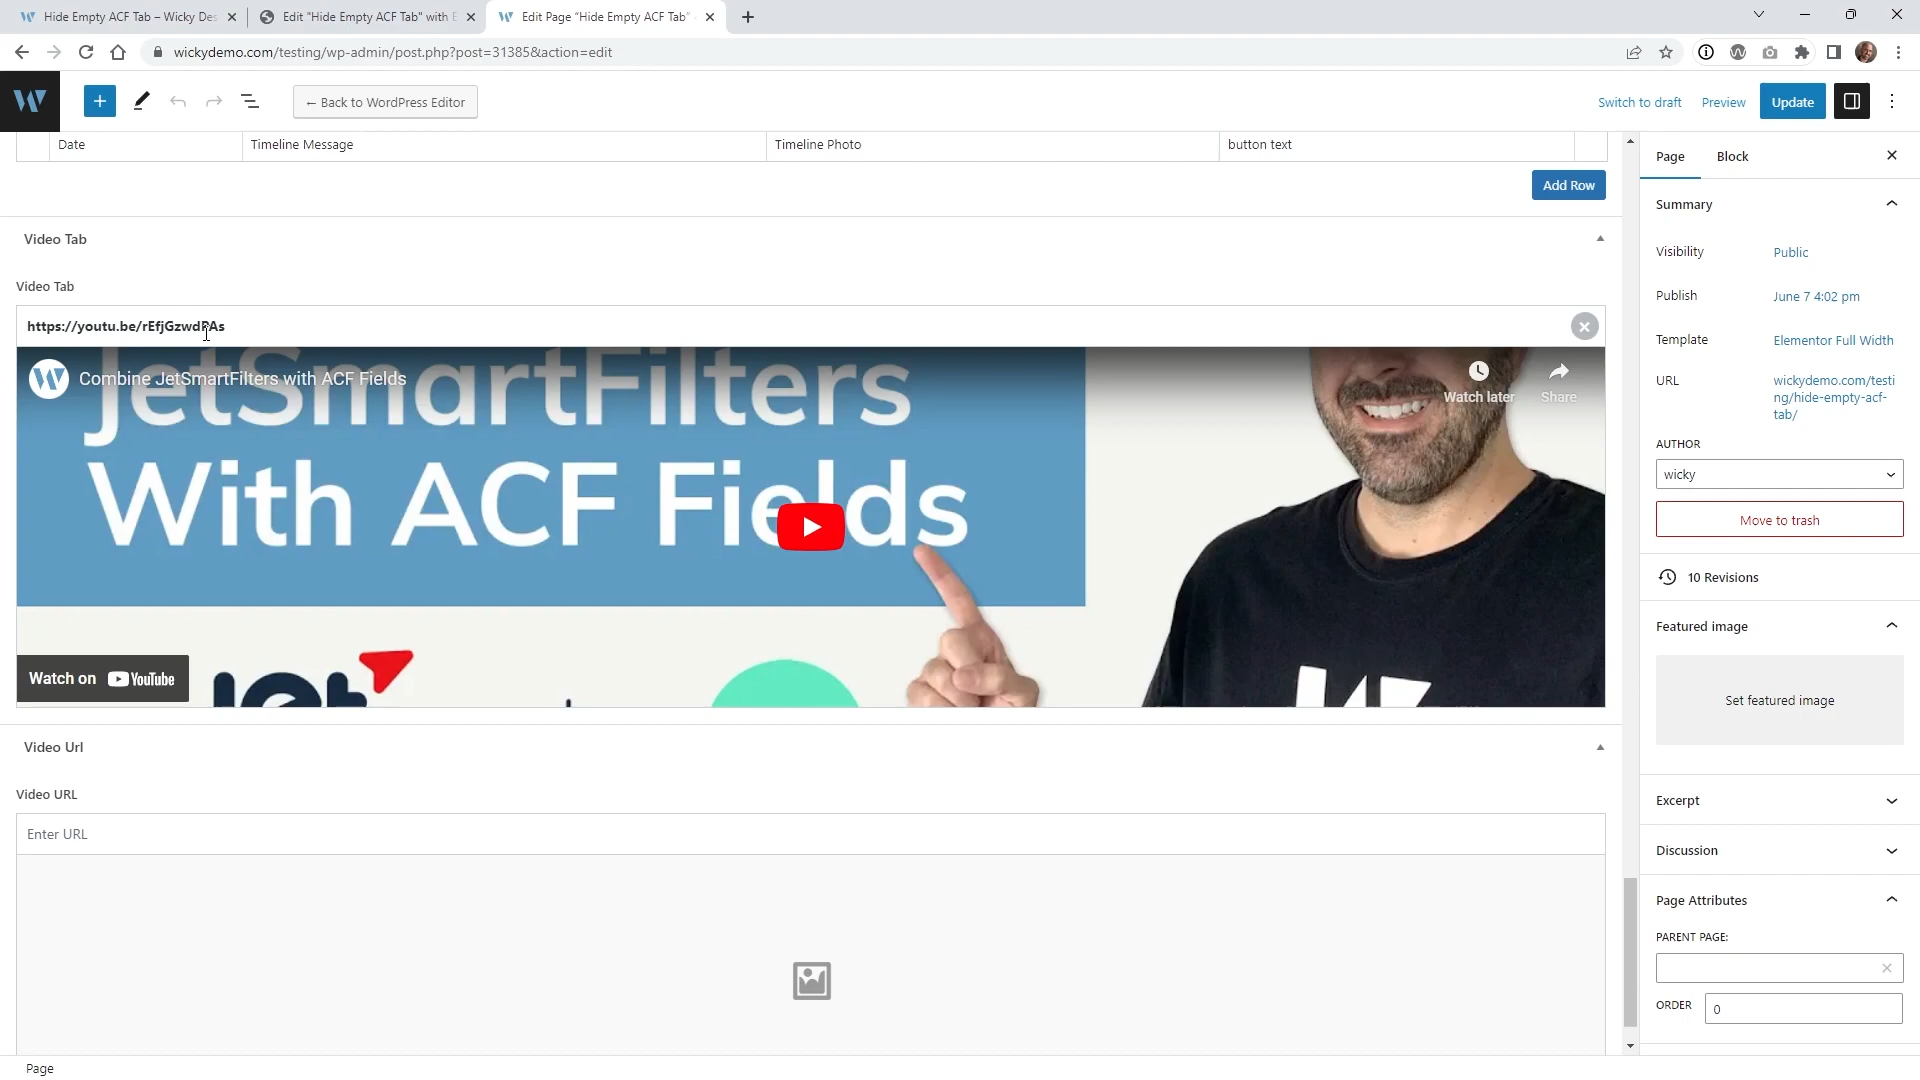 Hide Empty ACF Tab – Wicky Des
Edit "Hide Empty ACF Tab" with E
Edit Page “Hide Empty ACF Tab”
wickydemo.com/testing/wp-admin/post.php?post=31385&action=edit
← Back to WordPress Editor
Switch to draft
Preview
Update
Date
Timeline Message
Timeline Photo
button text
Add Row
Video Tab
Video Tab
https://youtu.be/rEfjGzwdPAs
Combine JetSmartFilters with ACF Fields
Watch later
Share
JetSmartFilters
With ACF Fields
Watch on YouTube
Jet
Video Url
Video URL
Enter URL
Page
Page
Block
Summary
Visibility
Public
Publish
June 7 4:02 pm
Template
Elementor Full Width
URL
wickydemo.com/testi
ng/hide-empty-acf-
tab/
AUTHOR
wicky
Move to trash
10 Revisions
Featured image
Set featured image
Excerpt
Discussion
Page Attributes
PARENT PAGE:
ORDER
0